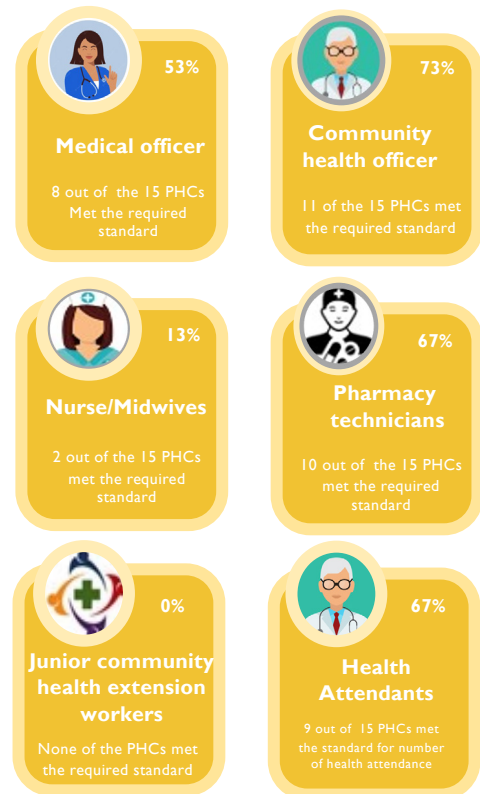 53%
Medical officer
8 out of the 15 PHCs
Met the required
standard
73%
Community
health officer
11 of the 15 PHCs met
the required standard
13%
Nurse/Midwives
2 out of the 15 PHCs
met the required
standard
67%
Pharmacy
technicians
10 out of the 15 PHCs
met the required
standard
0%
Junior community
health extension
workers
None of the PHCs met
the required standard
67%
Health
Attendants
9 out of 15 PHCs met
the standard for number
of health attendance